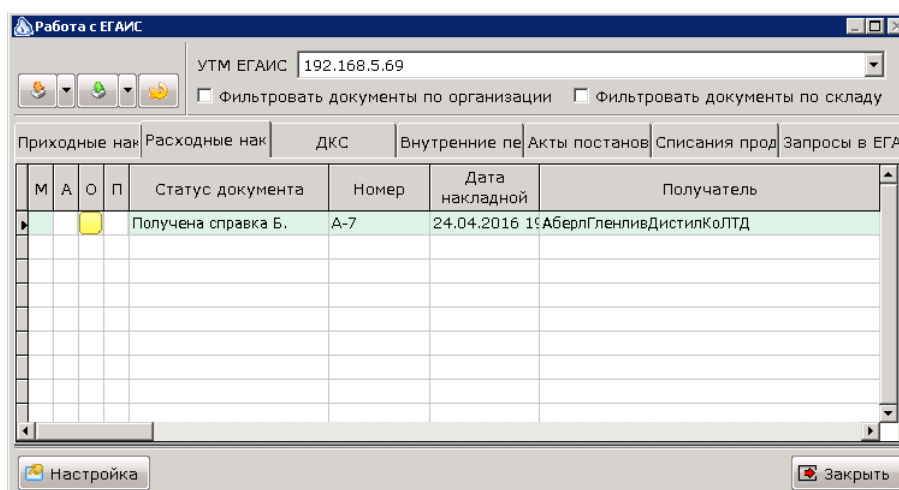 Работа с ЕГАИС
УТМ ЕГАИС 192.168.5.69
Фильтровать документы по организации Фильтровать документы по складу
Приходные нак Расходные нак ДКС Внутренние пе Акты постанов Списания прод Запросы в ЕГА
М А О П Статус документа Номер Дата накладной Получатель
Получена справка Б. А-7 24.04.2016 19 АберлГленливДистилКоЛТД
Настройка Закрыть